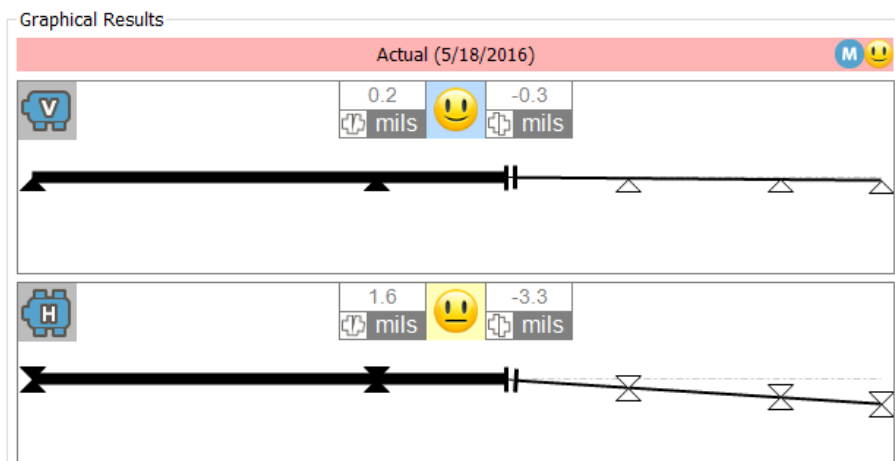 Graphical Results
Actual (5/18/2016)
M
V
0.2
-0.3
mils
mils
H
1.6
-3.3
mils
mils